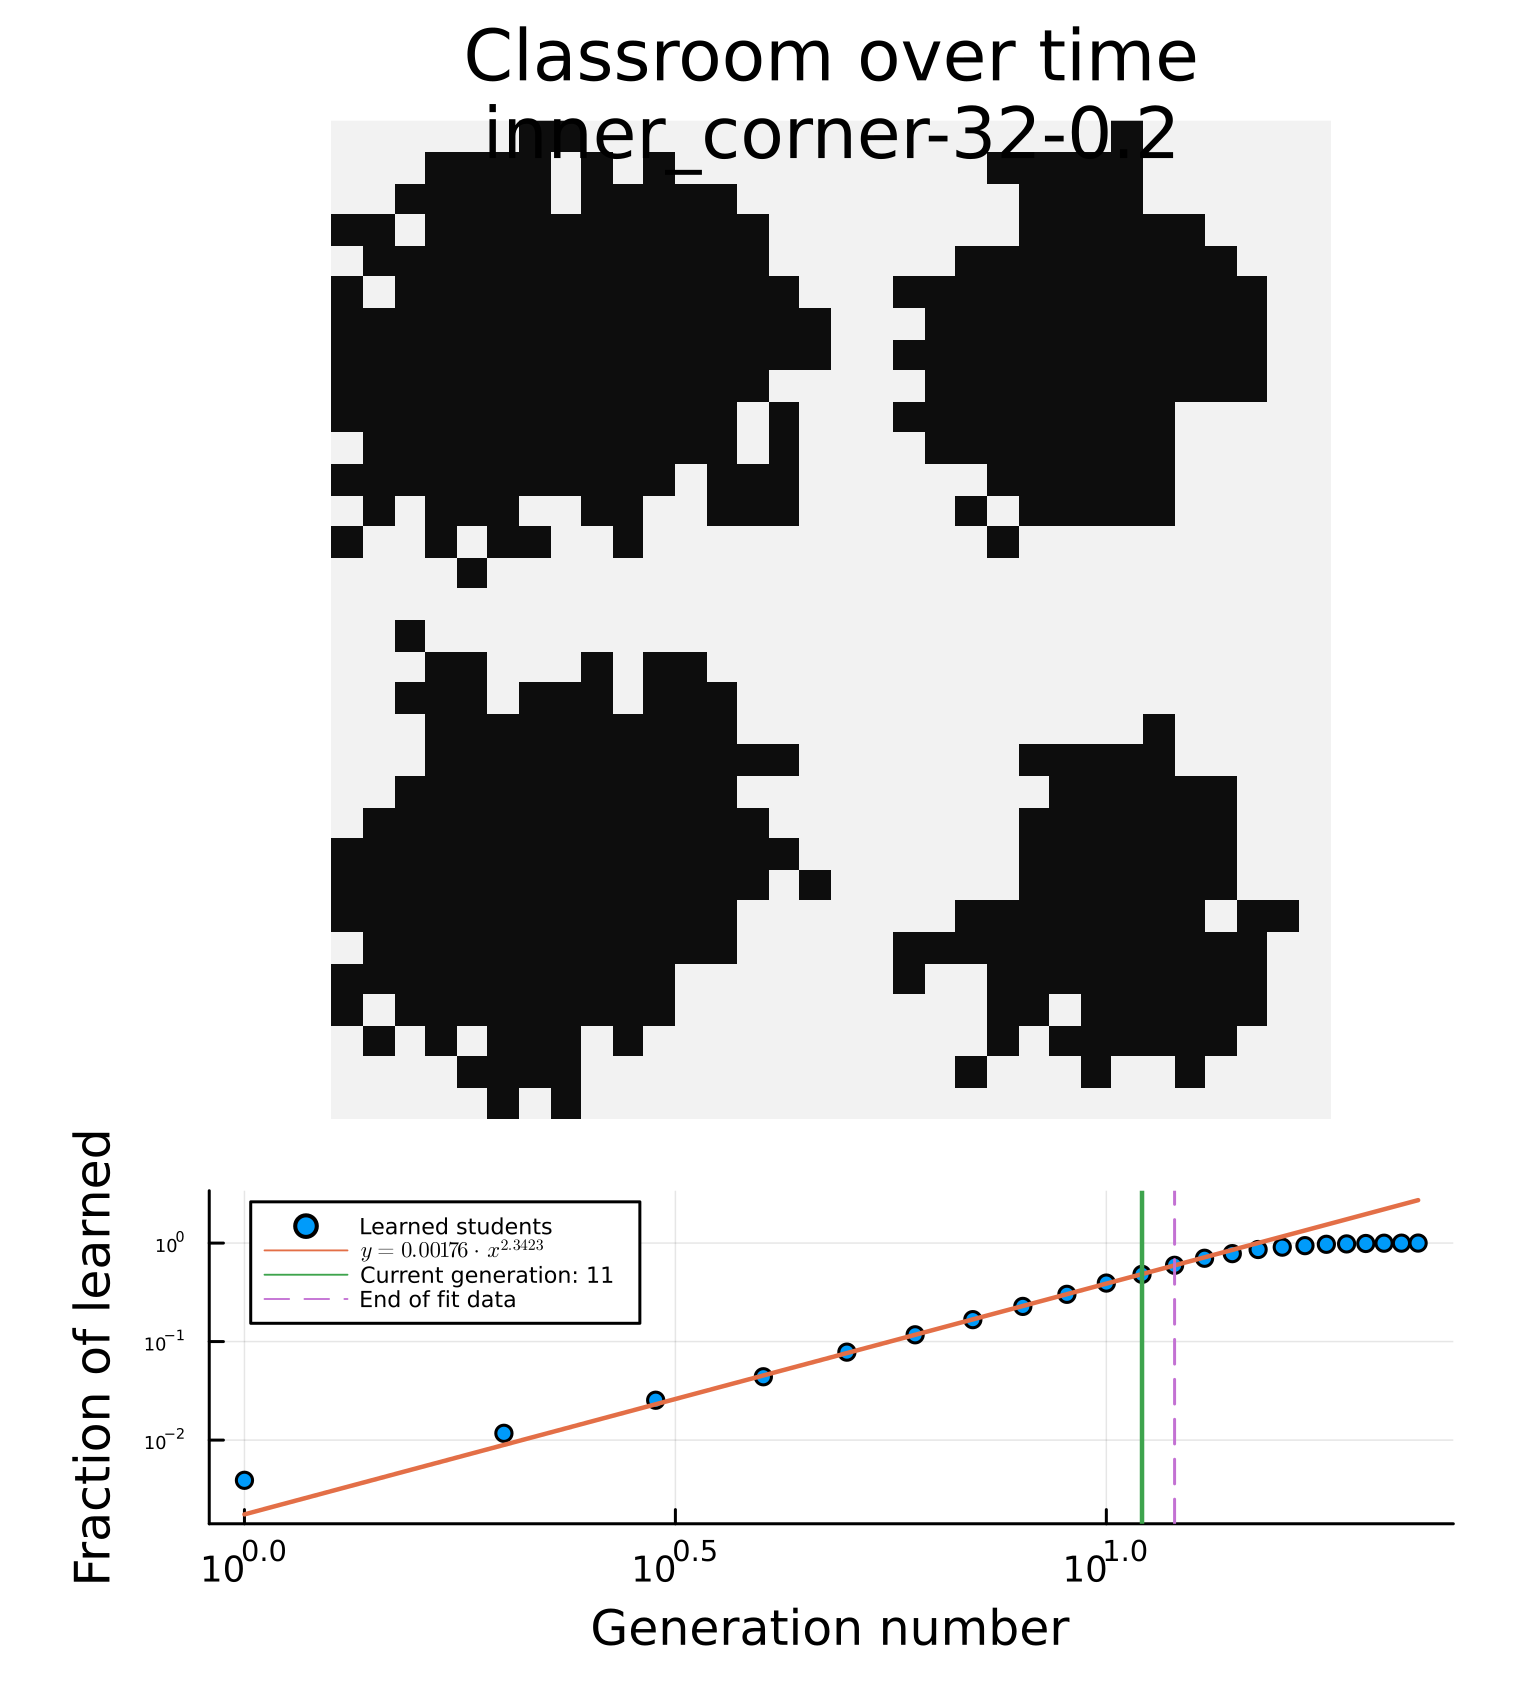 Classroom over time
inner_corner-32-0.2
Fraction of learned
10⁰
10⁻¹
10⁻²
Learned students
y = 0.00176 · x^2.3423
Current generation: 11
End of fit data
10^0.0
10^0.5
10^1.0
Generation number